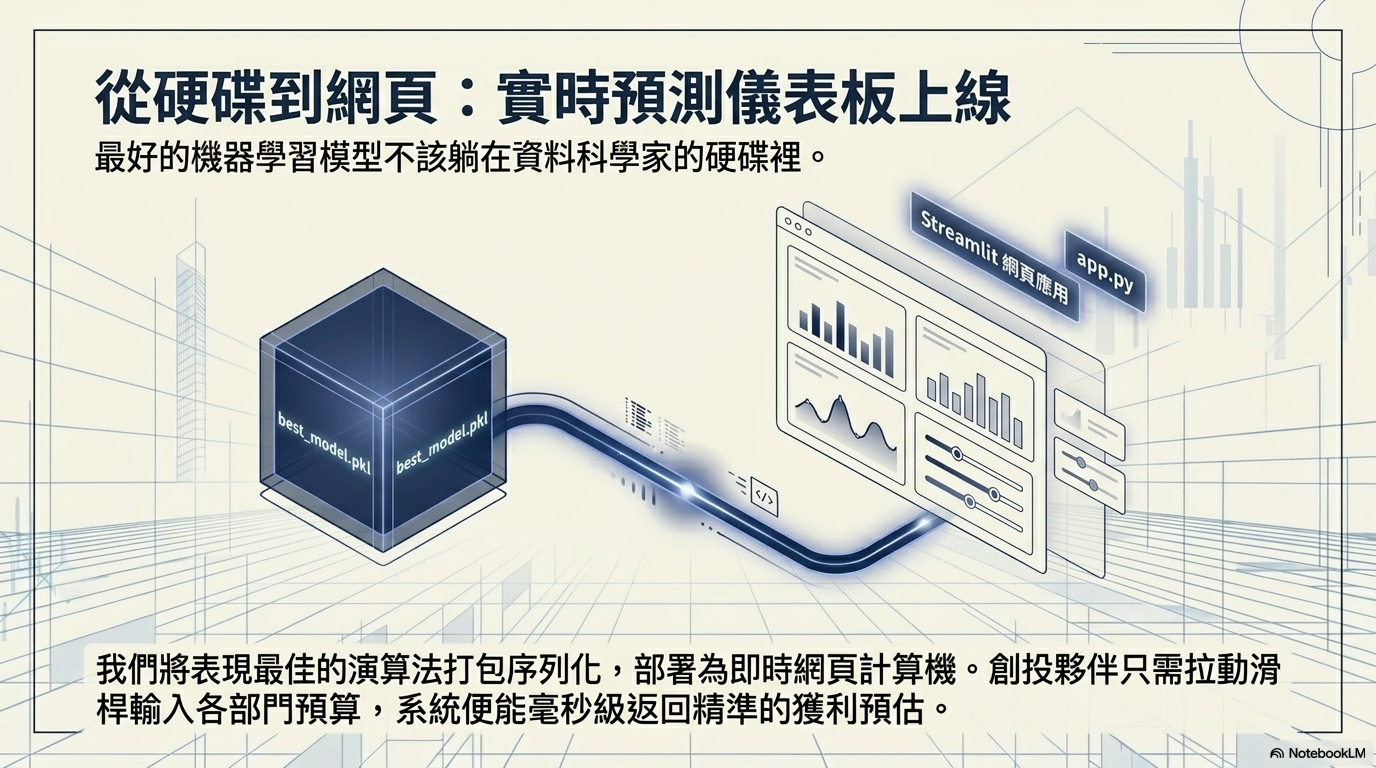 從硬碟到網頁：實時預測儀表板上線
最好的機器學習模型不該躺在資料科學家的硬碟裡。
Streamlit 網頁應用
app.py
best_model.pkl
best_model.pkl
</>
我們將表現最佳的演算法打包序列化，部署為即時網頁計算機。創投夥伴只需拉動滑
桿輸入各部門預算，系統便能毫秒級返回精準的獲利預估。
NotebookLM